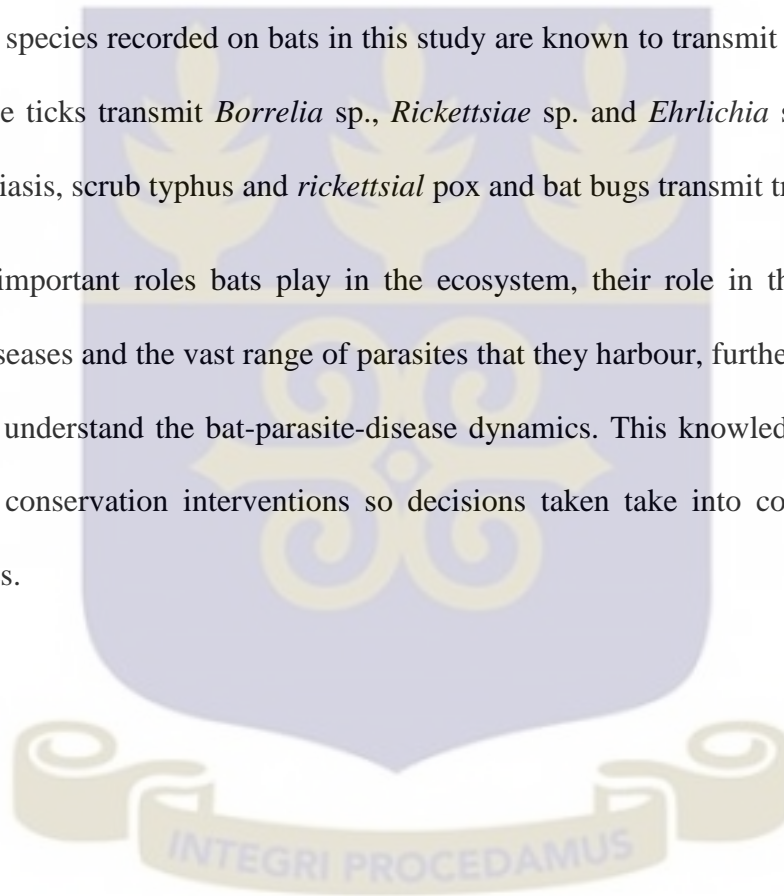 species recorded on bats in this study are known to transmit
e ticks transmit Borrelia sp., Rickettsiae sp. and Ehrlichia s
iasis, scrub typhus and rickettsial pox and bat bugs transmit tr
important roles bats play in the ecosystem, their role in th
seases and the vast range of parasites that they harbour, furthe
understand the bat-parasite-disease dynamics. This knowled
conservation interventions so decisions taken take into co
s.
INTEGRI PROCEDAMUS